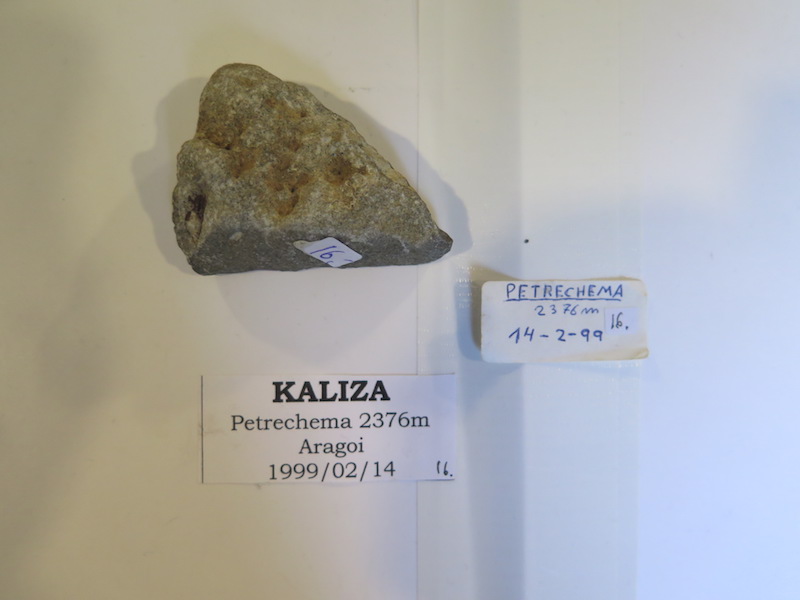 16.
PETRECHEMA
2376m
16.
14-2-99
KALIZA
Petrechema 2376m
Aragoi
1999/02/14
16.